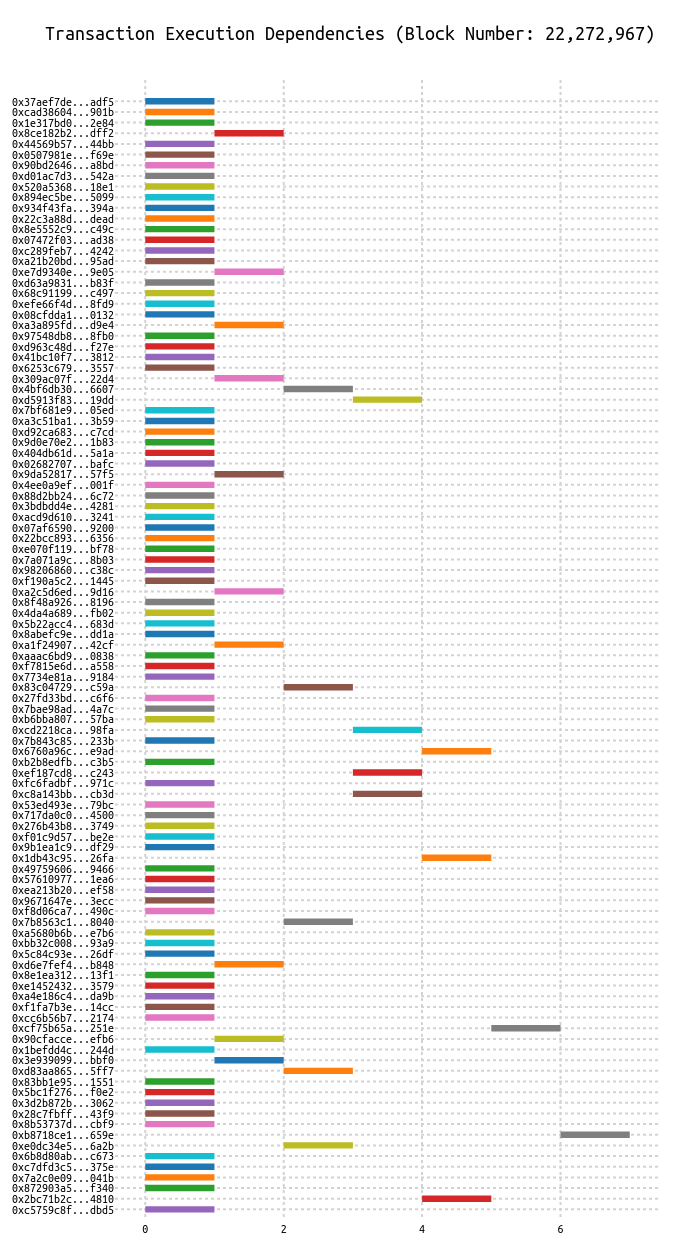 Transaction Execution Dependencies (Block Number: 22,272,967)
0x37aef7de...adf5
0xcad38604...901b
0x1e317bd0...2e84
0x8ce182b2...dff2
0x44569b57...44bb
0x0507981e...f69e
0x90bd2646...a8bd
0xd01ac7d3...542a
0x520a5368...18e1
0x894ec5be...5099
0x934f43fa...394a
0x22c3a88d...dead
0x8e5552c9...c49c
0x07472f03...ad38
0xc289feb7...4242
0xa21b20bd...95ad
0xe7d9340e...9e05
0xd63a9831...b83f
0x68c91199...c497
0xefe66f4d...8fd9
0x08cfdda1...0132
0xa3a895fd...d9e4
0x97548db8...8fb0
0xd963c48d...f27e
0x41bc10f7...3812
0x6253c679...3557
0x309ac07f...22d4
0x4bf6db30...6607
0xd5913f83...19dd
0x7bf681e9...05ed
0xa3c51ba1...3b59
0xd92ca683...c7cd
0x9d0e70e2...1b83
0x404db61d...5a1a
0x02682707...bafc
0x9da52817...57f5
0x4ee0a9ef...001f
0x88d2bb24...6c72
0x3bdbdd4e...4281
0xacd9d610...3241
0x07af6590...9200
0x22bcc893...6356
0xe070f119...bf78
0x7a071a9c...8b03
0x98206860...c38c
0xf190a5c2...1445
0xa2c5d6ed...9d16
0x8f48a926...8196
0x4da4a689...fb02
0x5b22acc4...683d
0x8abefc9e...dd1a
0xa1f24907...42cf
0xaaac6bd9...0838
0xf7815e6d...a558
0x7734e81a...9184
0x83c04729...c59a
0x27fd33bd...c6f6
0x7bae98ad...4a7c
0xb6bba807...57ba
0xcd2218ca...98fa
0x7b843c85...233b
0x6760a96c...e9ad
0xb2b8edfb...c3b5
0xef187cd8...c243
0xfc6fadbf...971c
0xc8a143bb...cb3d
0x53ed493e...79bc
0x717da0c0...4500
0x276b43b8...3749
0xf01c9d57...be2e
0x9b1ea1c9...df29
0x1db43c95...26fa
0x49759606...9466
0x57610977...1ea6
0xea213b20...ef58
0x9671647e...3ecc
0xf8d06ca7...490c
0x7b8563c1...8040
0xa5680b6b...e7b6
0xbb32c008...93a9
0x5c84c93e...26df
0xd6e7fef4...b848
0x8e1ea312...13f1
0xe1452432...3579
0xa4e186c4...da9b
0xf1fa7b3e...14cc
0xcc6b56b7...2174
0xcf75b65a...251e
0x90cfacce...efb6
0x1befdd4c...244d
0x3e939099...bbf0
0xd83aa865...5ff7
0x83bb1e95...1551
0x5bc1f276...f0e2
0x3d2b872b...3062
0x28c7fbff...43f9
0x8b53737d...cbf9
0xb8718ce1...659e
0xe0dc34e5...6a2b
0x6b8d80ab...c673
0xc7dfd3c5...375e
0x7a2c0e09...041b
0x872903a5...f340
0x2bc71b2c...4810
0xc5759c8f...dbd5
0 2 4 6